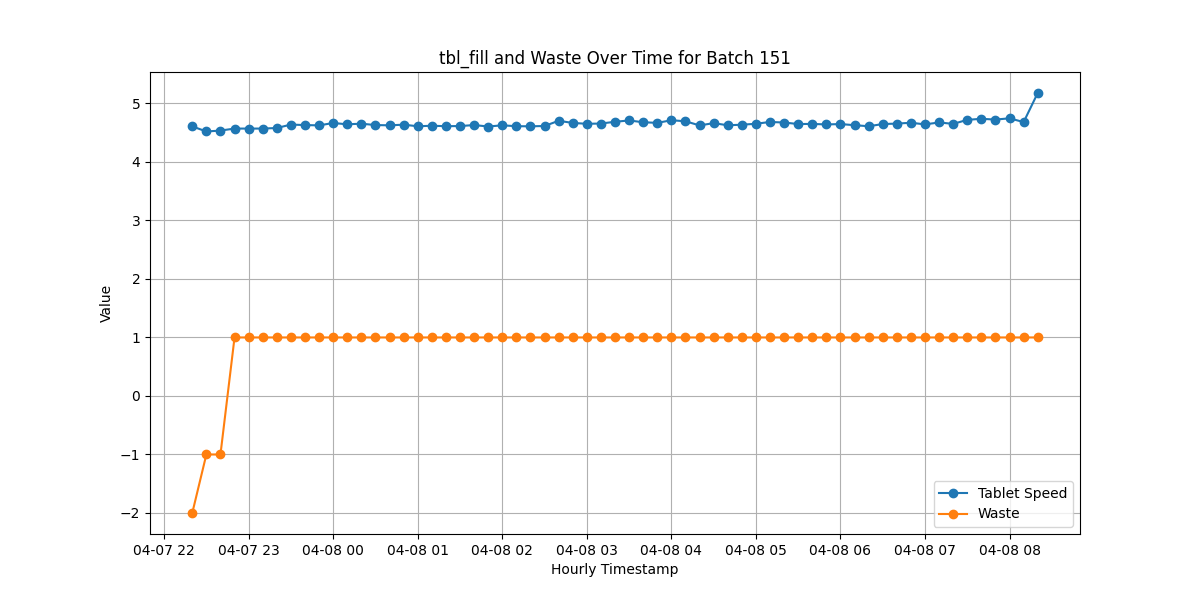 tbl_fill and Waste Over Time for Batch 151
Value
5
4
3
2
1
0
−1
−2
Tablet Speed
Waste
04-07 22 04-07 23 04-08 00 04-08 01 04-08 02 04-08 03 04-08 04 04-08 05 04-08 06 04-08 07 04-08 08
Hourly Timestamp